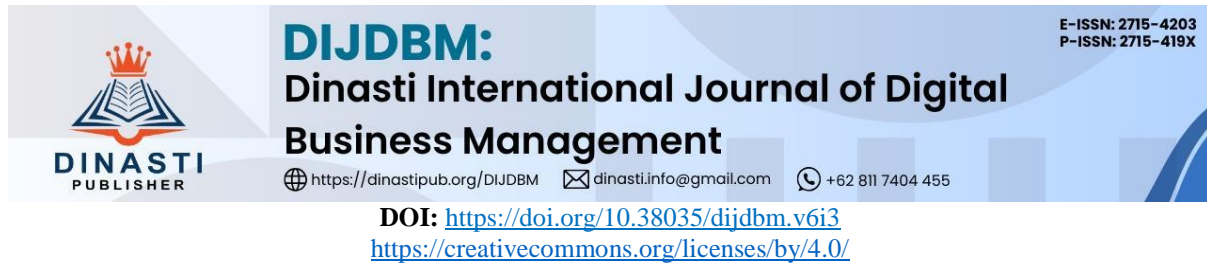 DINASTI
PUBLISHER
DIJDBM:
Dinasti International Journal of Digital
Business Management
https://dinastipub.org/DIJDBM dinasti.info@gmail.com +62 811 7404 455
E-ISSN: 2715-4203
P-ISSN: 2715-419X
DOI: https://doi.org/10.38035/dijdbm.v6i3
https://creativecommons.org/licenses/by/4.0/